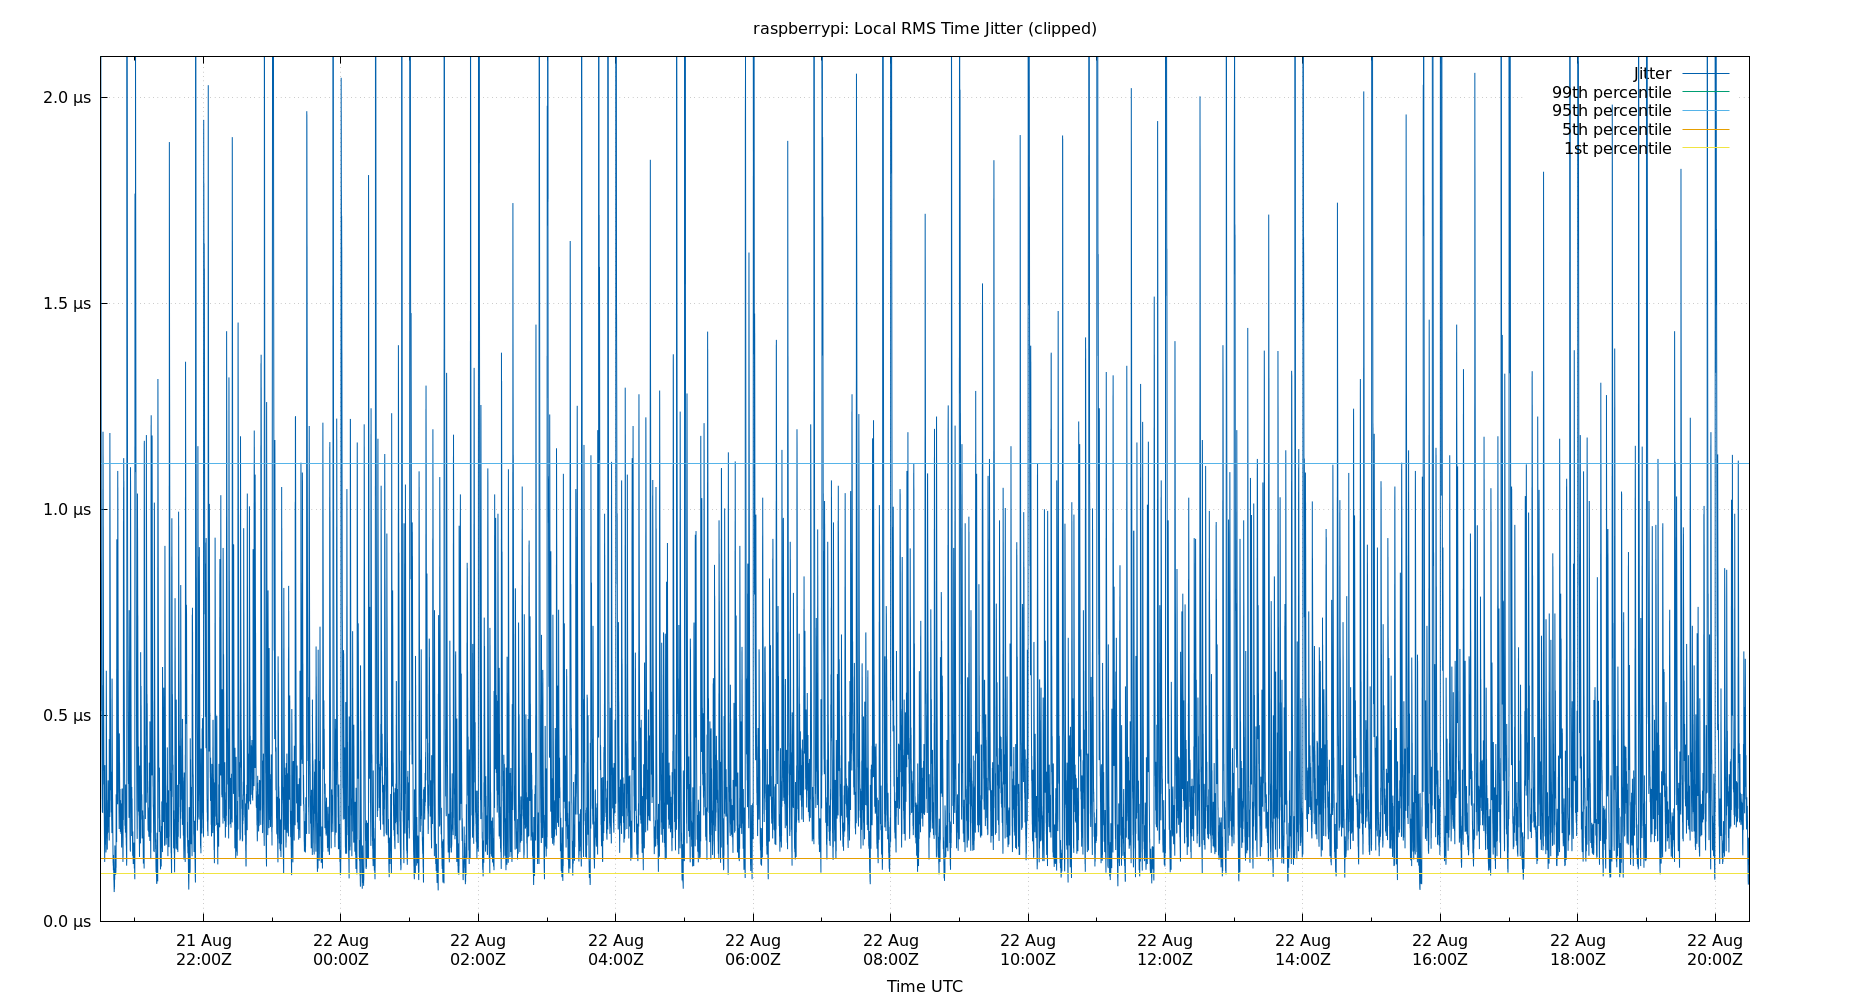 raspberrypi: Local RMS Time Jitter (clipped)
Jitter
99th percentile
95th percentile
5th percentile
1st percentile
2.0 μs
1.5 μs
1.0 μs
0.5 μs
0.0 μs
21 Aug 22 Aug 22 Aug 22 Aug 22 Aug 22 Aug 22 Aug 22 Aug 22 Aug 22 Aug 22 Aug 22 Aug
22:00Z 00:00Z 02:00Z 04:00Z 06:00Z 08:00Z 10:00Z 12:00Z 14:00Z 16:00Z 18:00Z 20:00Z
Time UTC